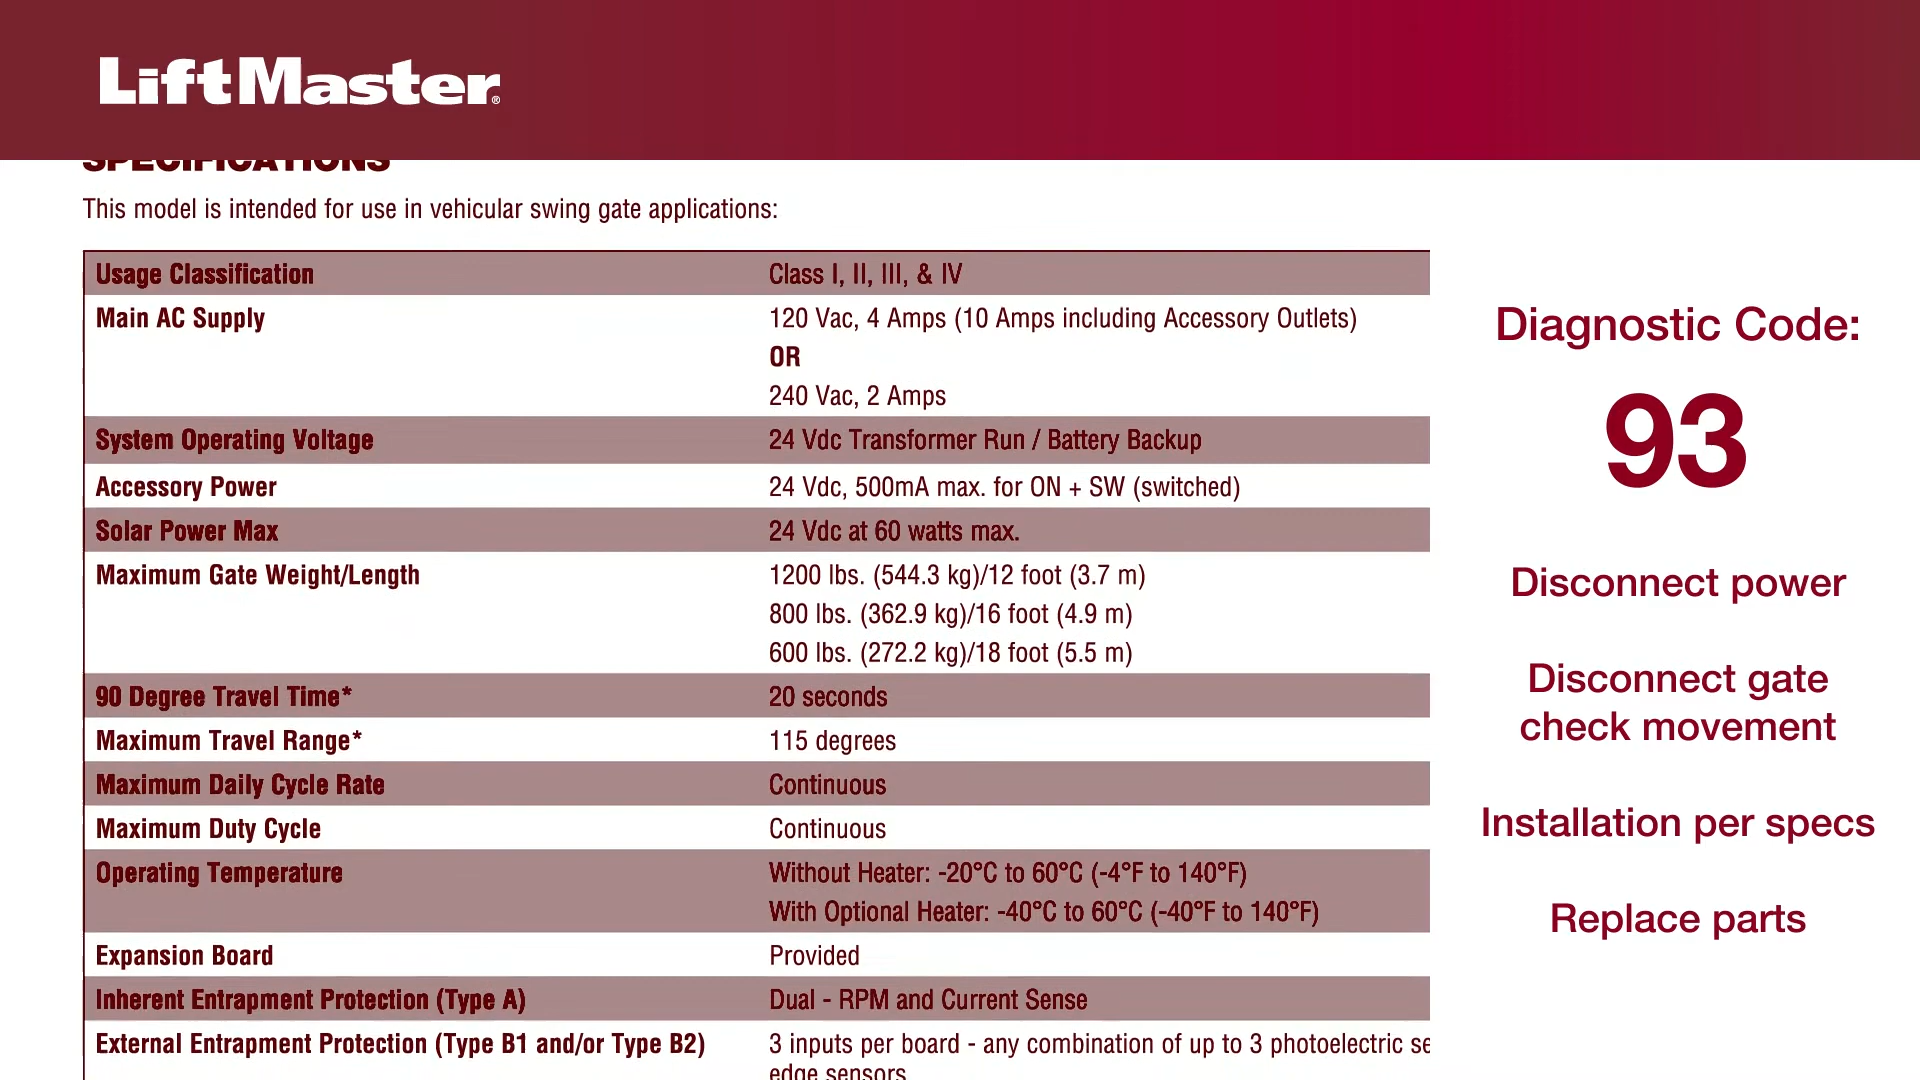 LiftMaster®
SPECIFICATIONS
This model is intended for use in vehicular swing gate applications:
Usage Classification Class I, II, III, & IV
Main AC Supply 120 Vac, 4 Amps (10 Amps including Accessory Outlets)
OR
240 Vac, 2 Amps
System Operating Voltage 24 Vdc Transformer Run / Battery Backup
Accessory Power 24 Vdc, 500mA max. for ON + SW (switched)
Solar Power Max 24 Vdc at 60 watts max.
Maximum Gate Weight/Length 1200 lbs. (544.3 kg)/12 foot (3.7 m)
800 lbs. (362.9 kg)/16 foot (4.9 m)
600 lbs. (272.2 kg)/18 foot (5.5 m)
90 Degree Travel Time* 20 seconds
Maximum Travel Range* 115 degrees
Maximum Daily Cycle Rate Continuous
Maximum Duty Cycle Continuous
Operating Temperature Without Heater: -20°C to 60°C (-4°F to 140°F)
With Optional Heater: -40°C to 60°C (-40°F to 140°F)
Expansion Board Provided
Inherent Entrapment Protection (Type A) Dual - RPM and Current Sense
External Entrapment Protection (Type B1 and/or Type B2) 3 inputs per board - any combination of up to 3 photoelectric se
edge sensors
Diagnostic Code:
93
Disconnect power
Disconnect gate
check movement
Installation per specs
Replace parts